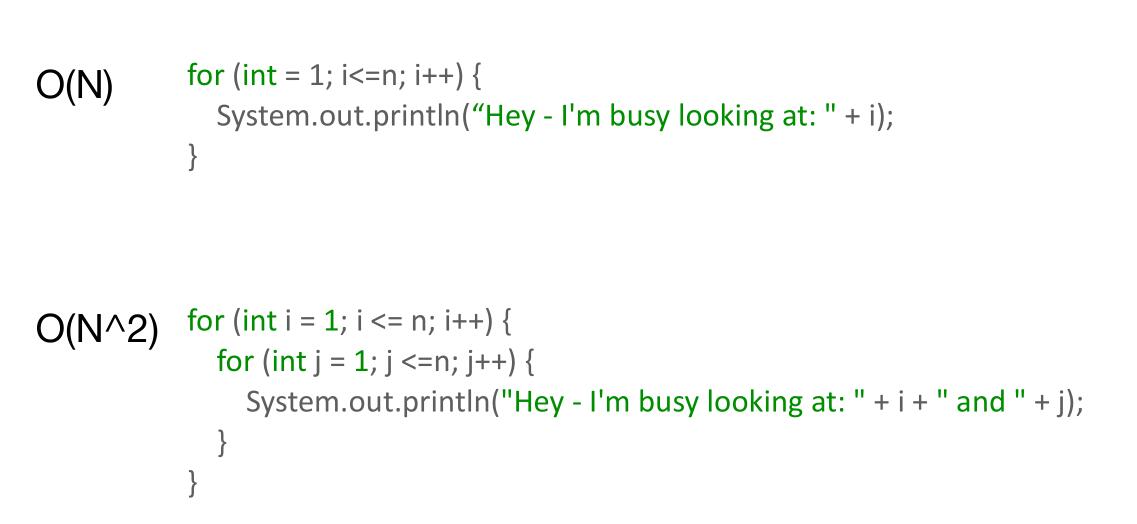 O(N)
for (int = 1; i<=n; i++) {
System.out.println(“Hey - I'm busy looking at: " + i);
}
O(N^2)
for (int i = 1; i <= n; i++) {
for (int j = 1; j <=n; j++) {
System.out.println("Hey - I'm busy looking at: " + i + " and " + j);
}
}